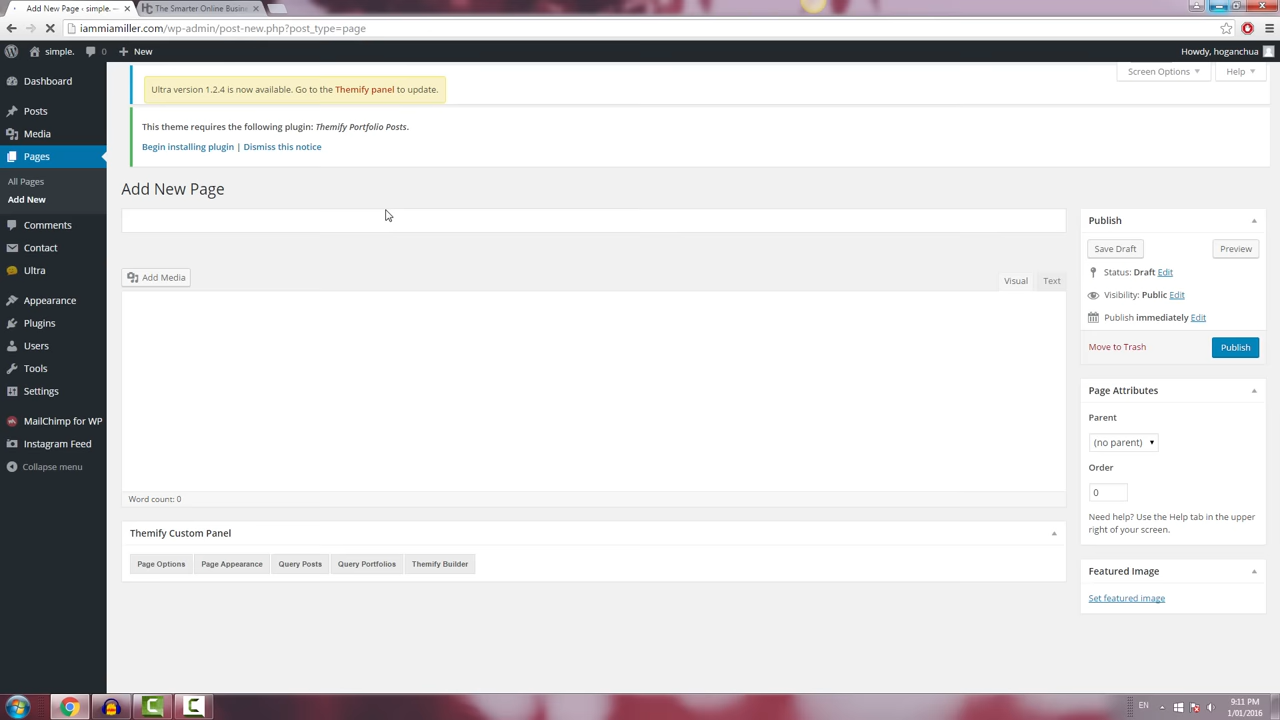 Add New Page ‹ simple. —
The Smarter Online Busine
iammiamiller.com/wp-admin/post-new.php?post_type=page
simple.
0
New
Howdy, hoganchua
Dashboard
Posts
Media
Pages
All Pages
Add New
Comments
Contact
Ultra
Appearance
Plugins
Users
Tools
Settings
MailChimp for WP
Instagram Feed
Collapse menu
Screen Options
Help
Ultra version 1.2.4 is now available. Go to the Themify panel to update.
This theme requires the following plugin: Themify Portfolio Posts.
Begin installing plugin | Dismiss this notice
Add New Page
Add Media
Visual
Text
Word count: 0
Themify Custom Panel
Page Options
Page Appearance
Query Posts
Query Portfolios
Themify Builder
Publish
Save Draft
Preview
Status: Draft Edit
Visibility: Public Edit
Publish immediately Edit
Move to Trash
Publish
Page Attributes
Parent
(no parent)
Order
0
Need help? Use the Help tab in the upper
right of your screen.
Featured Image
Set featured image
EN
9:11 PM
1/01/2016